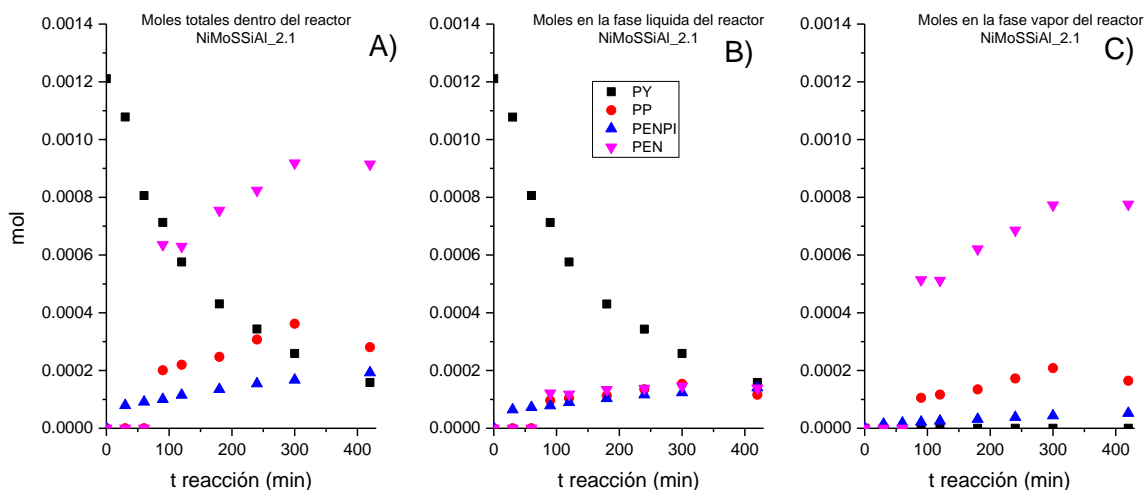 Moles totales dentro del reactor
NiMoSSiAl_2.1
A)
0.0014
0.0012
0.0010
0.0008
0.0006
0.0004
0.0002
0.0000
mol
0 100 200 300 400
t reacción (min)
Moles en la fase liquida del reactor
NiMoSSiAl_2.1
B)
PY
PP
PENPI
PEN
0.0014
0.0012
0.0010
0.0008
0.0006
0.0004
0.0002
0.0000
0 100 200 300 400
t reacción (min)
Moles en la fase vapor del reactor
NiMoSSiAl_2.1
C)
0.0014
0.0012
0.0010
0.0008
0.0006
0.0004
0.0002
0.0000
0 100 200 300 400
t reacción (min)